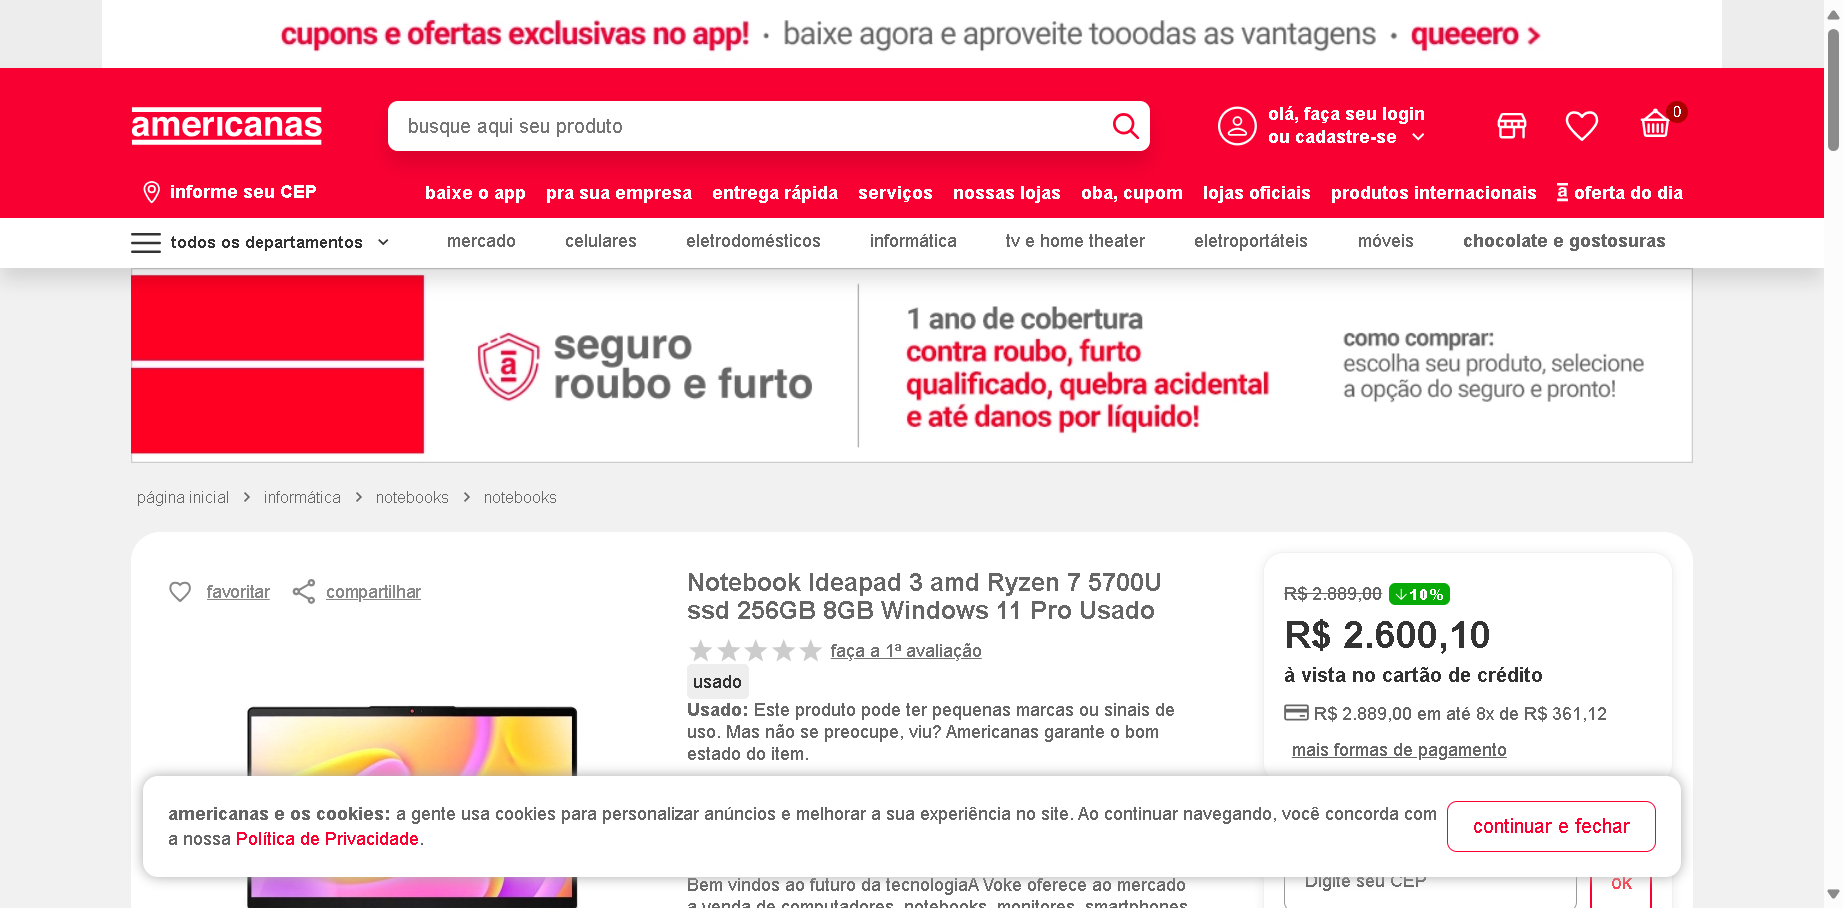 cupons e ofertas exclusivas no app! • baixe agora e aproveite tooodas as vantagens • queeero >
americanas
busque aqui seu produto
olá, faça seu login
ou cadastre-se
0
informe seu CEP
baixe o app pra sua empresa entrega rápida serviços nossas lojas oba, cupom lojas oficiais produtos internacionais a oferta do dia
todos os departamentos
mercado celulares eletrodomésticos informática tv e home theater eletroportáteis móveis chocolate e gostosuras
a
seguro
roubo e furto
1 ano de cobertura
contra roubo, furto
qualificado, quebra acidental
e até danos por líquido!
como comprar:
escolha seu produto, selecione
a opção do seguro e pronto!
página inicial > informática > notebooks > notebooks
favoritar compartilhar
Notebook Ideapad 3 amd Ryzen 7 5700U
ssd 256GB 8GB Windows 11 Pro Usado
faça a 1ª avaliação
usado
Usado: Este produto pode ter pequenas marcas ou sinais de
uso. Mas não se preocupe, viu? Americanas garante o bom
estado do item.
R$ 2.889,00 ↓10%
R$ 2.600,10
à vista no cartão de crédito
R$ 2.889,00 em até 8x de R$ 361,12
mais formas de pagamento
americanas e os cookies: a gente usa cookies para personalizar anúncios e melhorar a sua experiência no site. Ao continuar navegando, você concorda com
a nossa Política de Privacidade.
continuar e fechar
Bem vindos ao futuro da tecnologiaA Voke oferece ao mercado
a venda de computadores, notebooks, monitores, smartphones
Digite seu CEP
ok